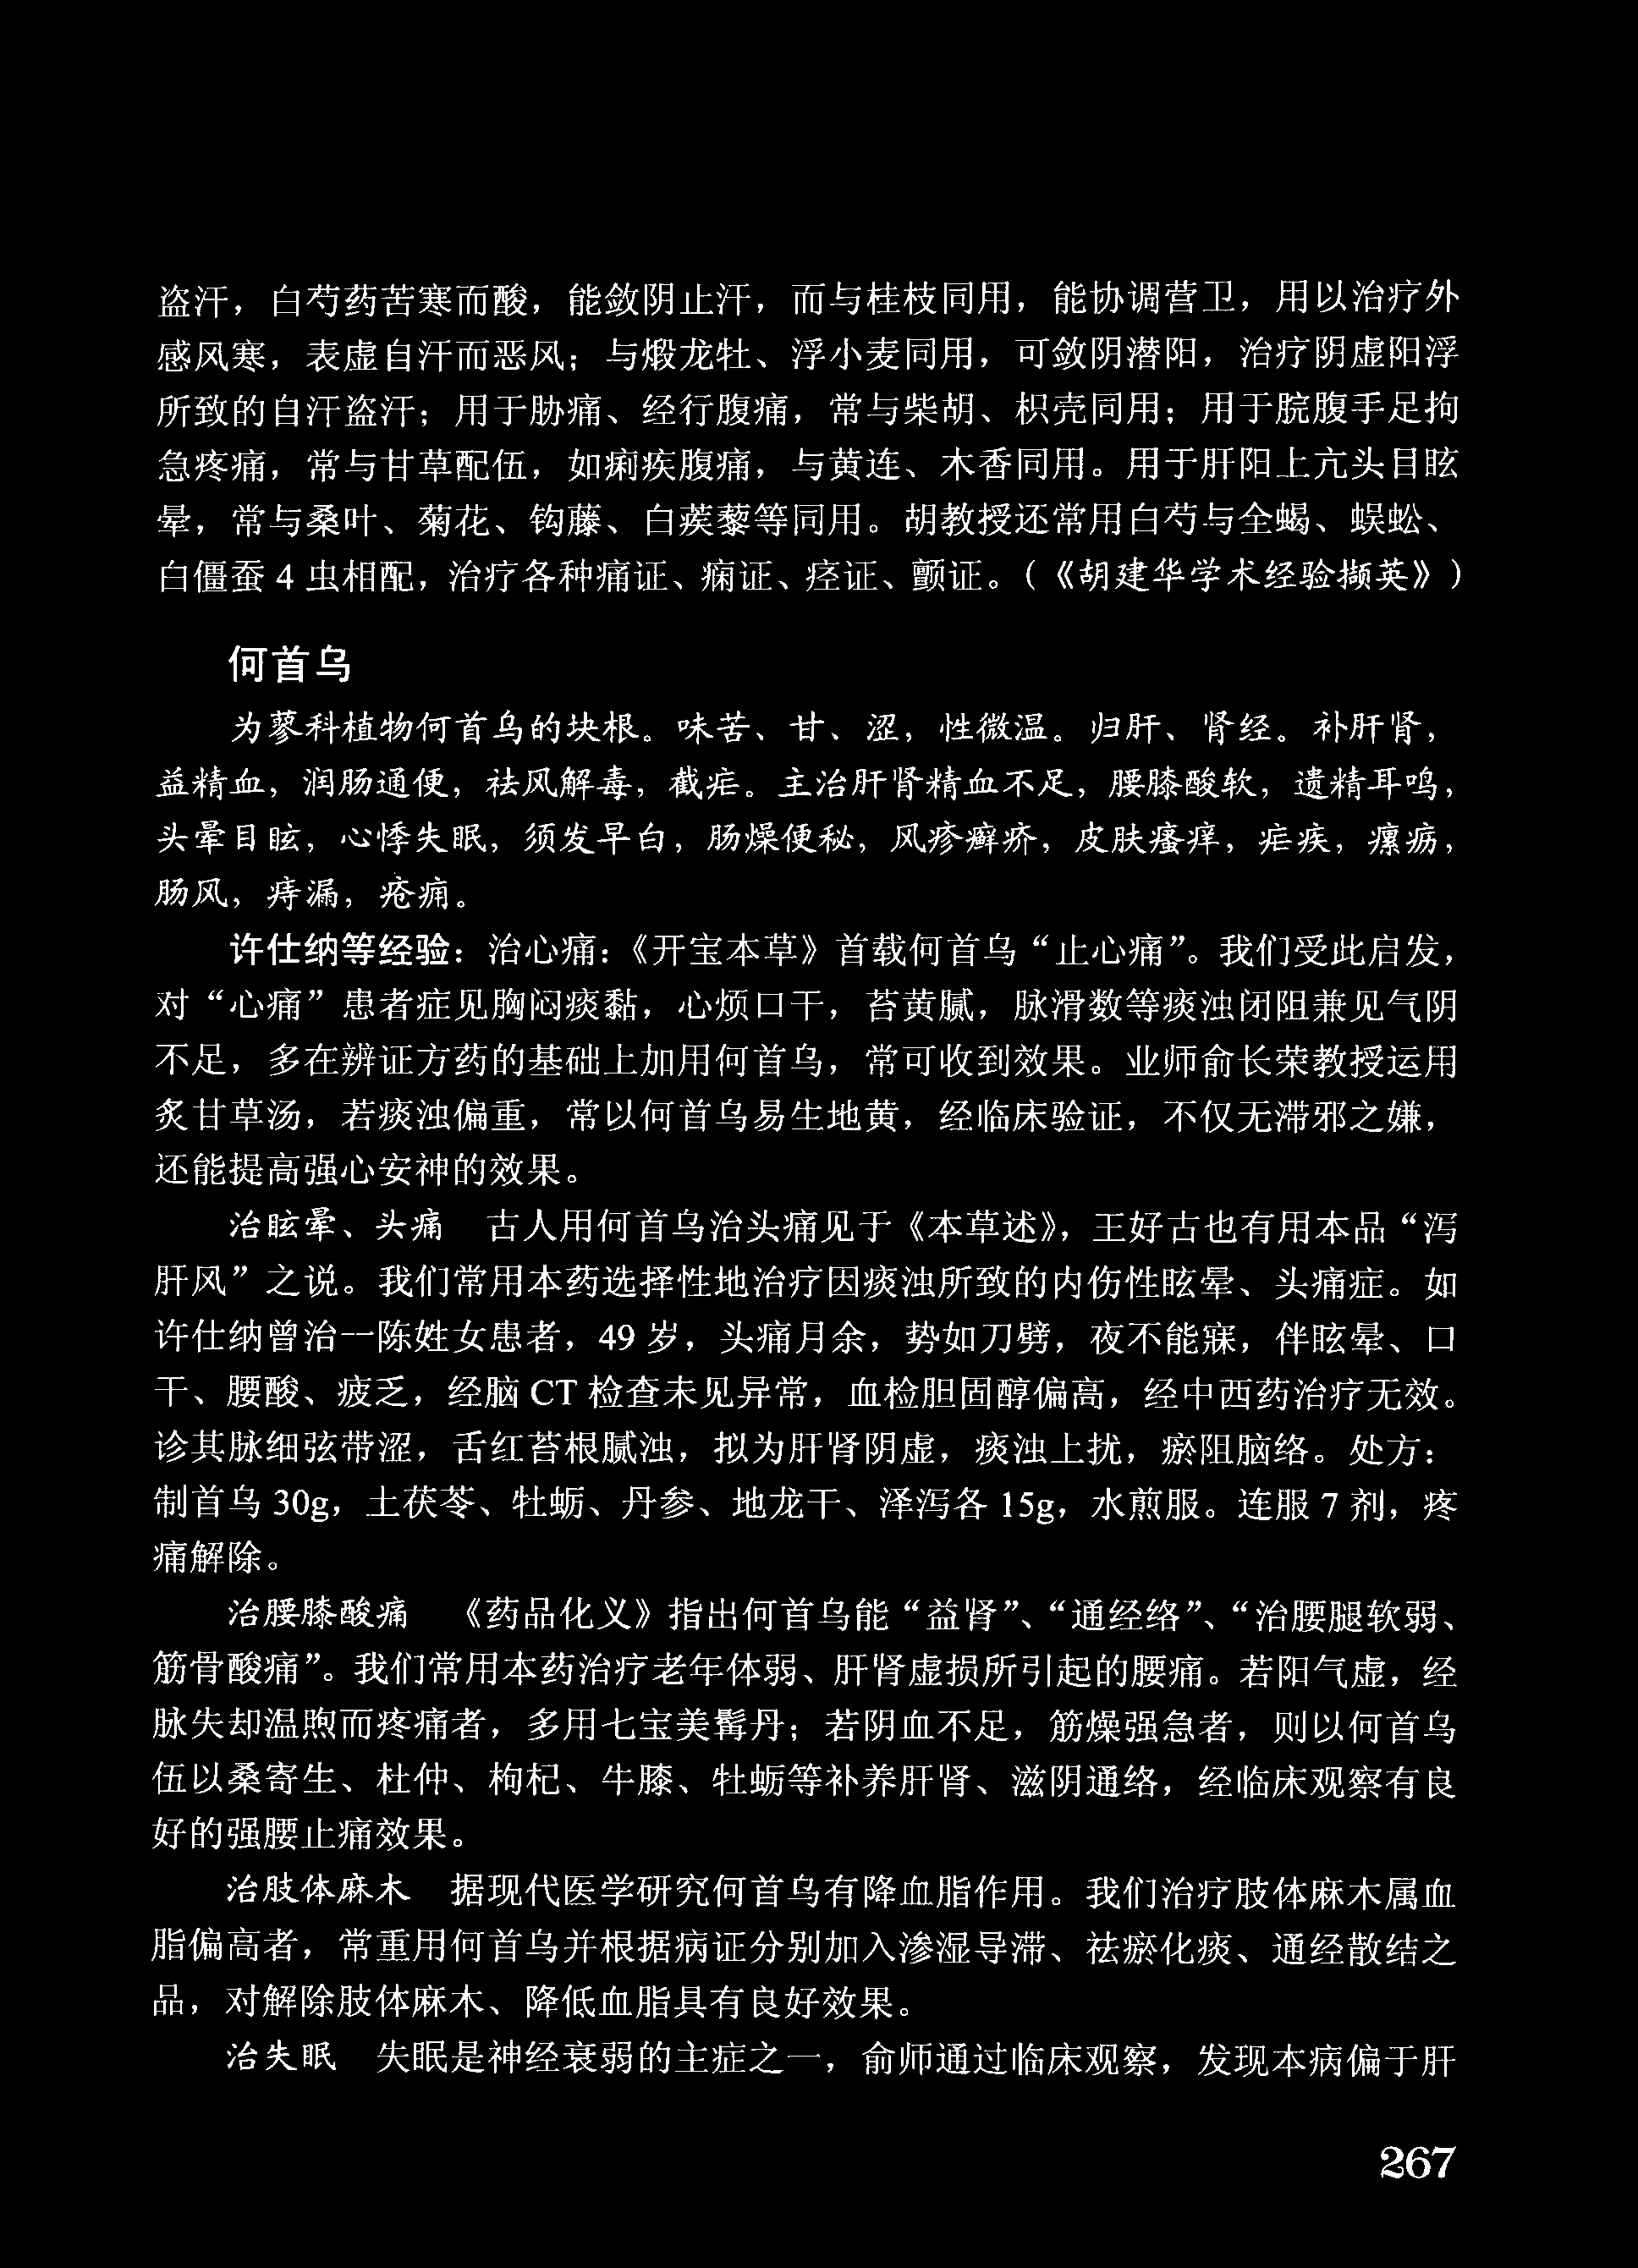 盗汗，白芍药苦寒而酸，能敛阴止汗，而与桂枝同用，能协调营卫，用以治疗外
感风寒，表虚自汗而恶风；与煅龙牡、浮小麦同用，可敛阴潜阳，治疗阴虚阳浮
所致的自汗盗汗；用于胁痛、经行腹痛，常与柴胡、枳壳同用；用于脘腹手足拘
急疼痛，常与甘草配伍，如痢疾腹痛，与黄连、木香同用。用于肝阳上亢头目眩
晕，常与桑叶、菊花、钩藤、白蒺藜等同用。胡教授还常用白芍与全蝎、蜈蚣、
白僵蚕 4 虫相配，治疗各种痛证、痫证、痉证、颤证。(《胡建华学术经验撷英》)
何首乌
为蓼科植物何首乌的块根。味苦、甘、涩，性微温。归肝、肾经。补肝肾，
益精血，润肠通便，祛风解毒，截疟。主治肝肾精血不足，腰膝酸软，遗精耳鸣，
头晕目眩，心悸失眠，须发早白，肠燥便秘，风疹癣疥，皮肤瘙痒，疟疾，瘰疬，
肠风，痔漏，疮痈。
许仕纳等经验：治心痛：《开宝本草》首载何首乌“止心痛”。我们受此启发，
对“心痛”患者症见胸闷痰黏，心烦口干，苔黄腻，脉滑数等痰浊闭阻兼见气阴
不足，多在辨证方药的基础上加用何首乌，常可收到效果。业师俞长荣教授运用
炙甘草汤，若痰浊偏重，常以何首乌易生地黄，经临床验证，不仅无滞邪之嫌，
还能提高强心安神的效果。
治眩晕、头痛　古人用何首乌治头痛见于《本草述》，王好古也有用本品“泻
肝风”之说。我们常用本药选择性地治疗因痰浊所致的内伤性眩晕、头痛症。如
许仕纳曾治一陈姓女患者，49 岁，头痛月余，势如刀劈，夜不能寐，伴眩晕、口
干、腰酸、疲乏，经脑 CT 检查未见异常，血检胆固醇偏高，经中西药治疗无效。
诊其脉细弦带涩，舌红苔根腻浊，拟为肝肾阴虚，痰浊上扰，瘀阻脑络。处方：
制首乌 30g，土茯苓、牡蛎、丹参、地龙干、泽泻各 15g，水煎服。连服 7 剂，疼
痛解除。
治腰膝酸痛　《药品化义》指出何首乌能“益肾”、“通经络”、“治腰腿软弱、
筋骨酸痛”。我们常用本药治疗老年体弱、肝肾虚损所引起的腰痛。若阳气虚，经
脉失却温煦而疼痛者，多用七宝美髯丹；若阴血不足，筋燥强急者，则以何首乌
伍以桑寄生、杜仲、枸杞、牛膝、牡蛎等补养肝肾、滋阴通络，经临床观察有良
好的强腰止痛效果。
治肢体麻木　据现代医学研究何首乌有降血脂作用。我们治疗肢体麻木属血
脂偏高者，常重用何首乌并根据病证分别加入渗湿导滞、祛瘀化痰、通经散结之
品，对解除肢体麻木、降低血脂具有良好效果。
治失眠　失眠是神经衰弱的主症之一，俞师通过临床观察，发现本病偏于肝
267